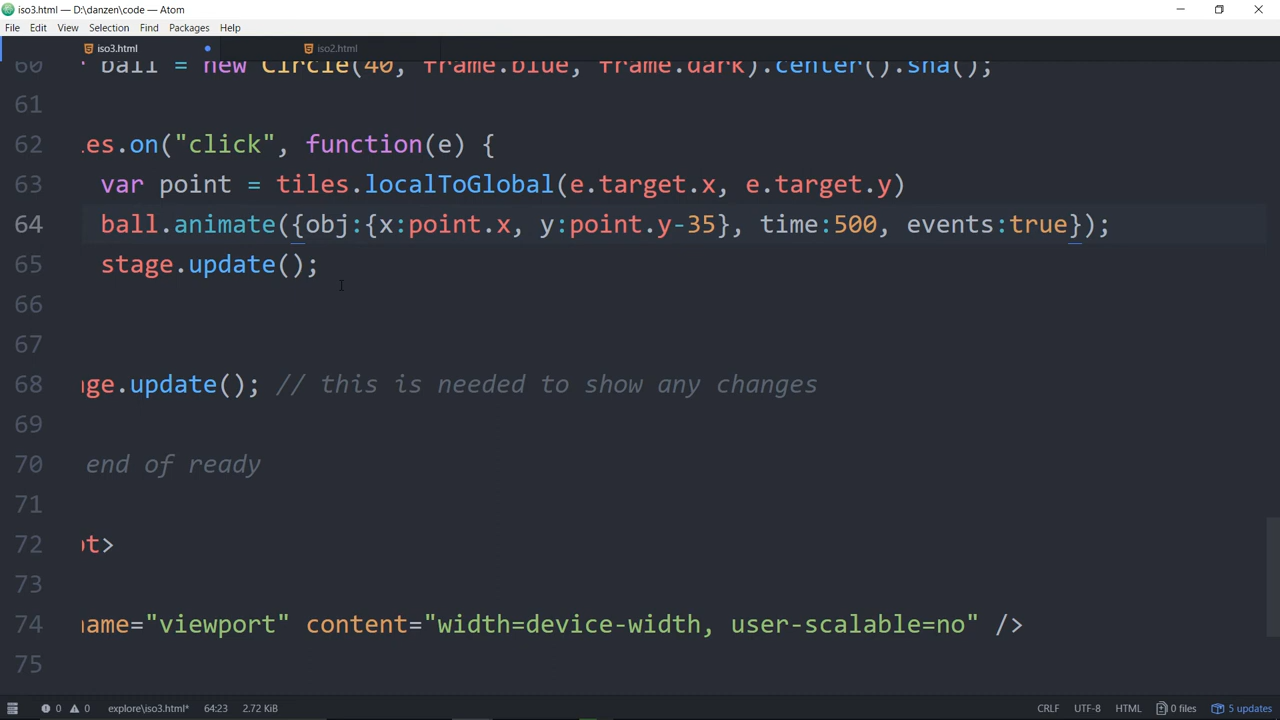 iso3.html — D:\danzen\code — Atom
File Edit View Selection Find Packages Help
iso3.html iso2.html
60 ball = new Circle(40, frame.blue, frame.dark).center().sha();
61
62 es.on("click", function(e) {
63 var point = tiles.localToGlobal(e.target.x, e.target.y)
64 ball.animate({obj:{x:point.x, y:point.y-35}, time:500, events:true});
65 stage.update();
66
67
68 ge.update(); // this is needed to show any changes
69
70 end of ready
71
72 pt>
73
74 name="viewport" content="width=device-width, user-scalable=no" />
75
0 0 explore\iso3.html* 64:23 2.72 KiB CRLF UTF-8 HTML 0 files 5 updates